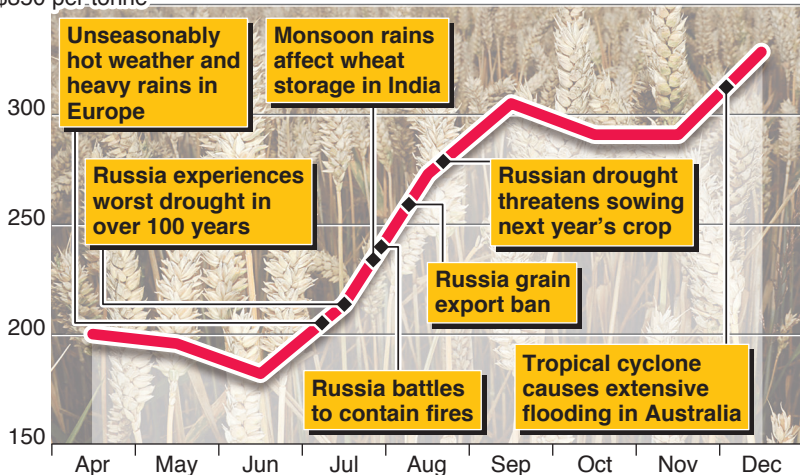 $350 per tonne
Unseasonably
hot weather and
heavy rains in
Europe
Monsoon rains
affect wheat
storage in India
300
Russia experiences
worst drought in
over 100 years
Russian drought
threatens sowing
next year's crop
250
Russia grain
export ban
200
Russia battles
to contain fires
Tropical cyclone
causes extensive
flooding in Australia
150
Apr May Jun Jul Aug Sep Oct Nov Dec